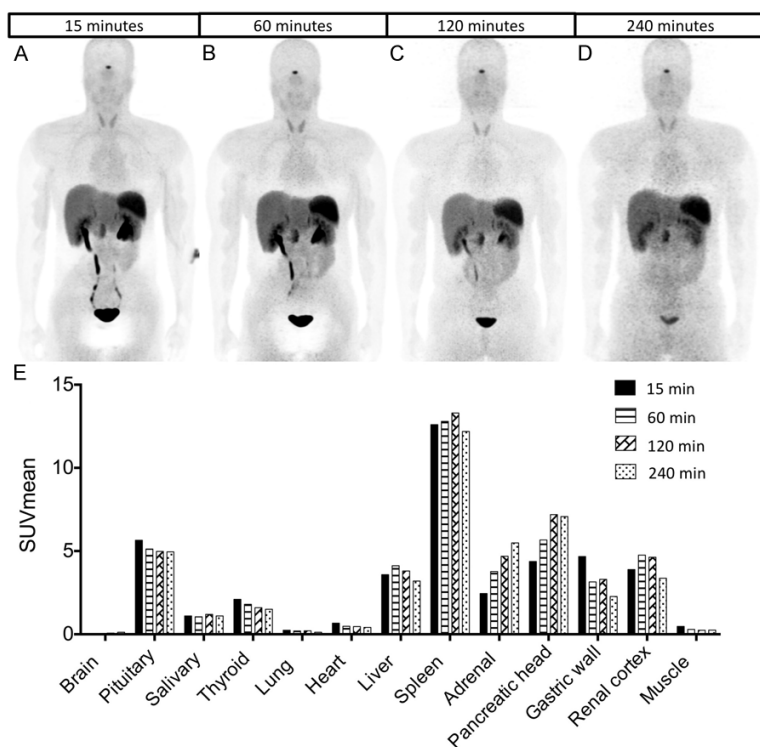 15 minutes 60 minutes 120 minutes 240 minutes
A B C D
E
15
10
5
0
SUVmean
15 min
60 min
120 min
240 min
Brain
Pituitary
Salivary
Thyroid
Lung
Heart
Liver
Spleen
Adrenal
Pancreatic head
Gastric wall
Renal cortex
Muscle